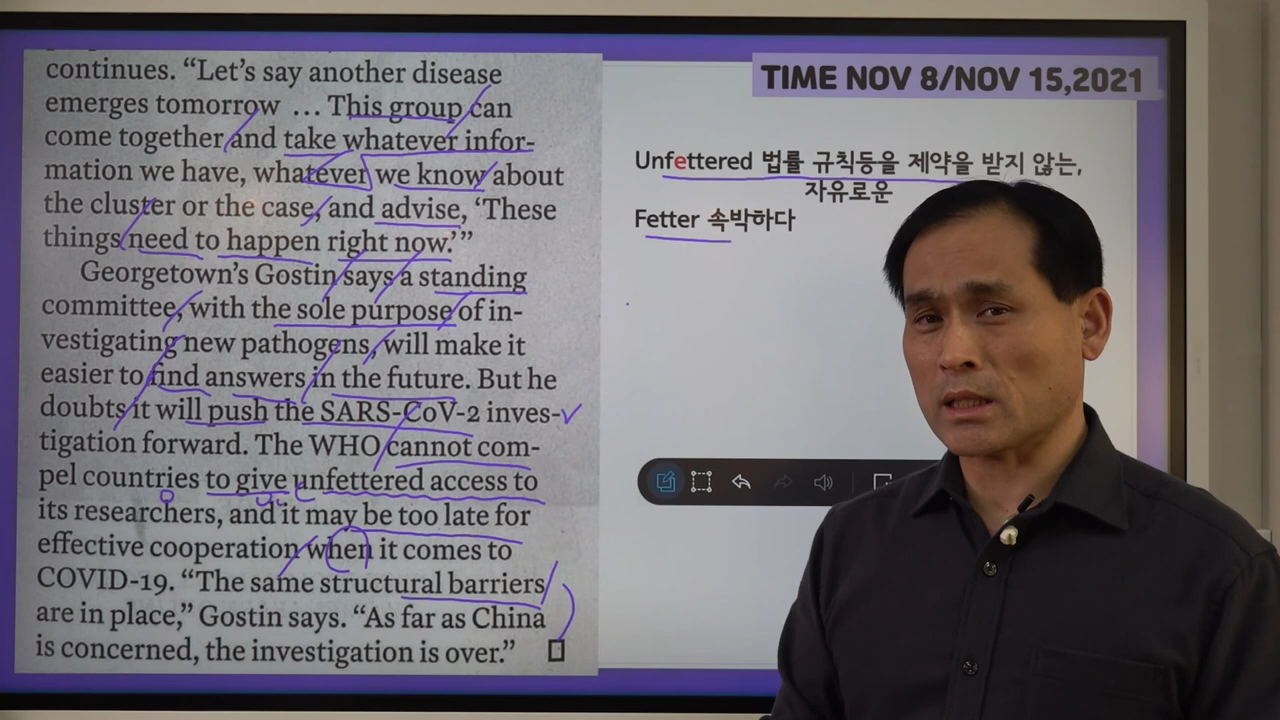 continues. “Let’s say another disease
emerges tomorrow … This group can
come together and take whatever infor-
mation we have, whatever we know about
the cluster or the case, and advise, ‘These
things need to happen right now.’”
Georgetown’s Gostin says a standing
committee, with the sole purpose of in-
vestigating new pathogens, will make it
easier to find answers in the future. But he
doubts it will push the SARS-CoV-2 inves-
tigation forward. The WHO cannot com-
pel countries to give unfettered access to
its researchers, and it may be too late for
effective cooperation when it comes to
COVID-19. “The same structural barriers
are in place,” Gostin says. “As far as China
is concerned, the investigation is over.”
TIME NOV 8/NOV 15,2021
Unfettered 법률 규칙등을 제약을 받지 않는,
자유로운
Fetter 속박하다